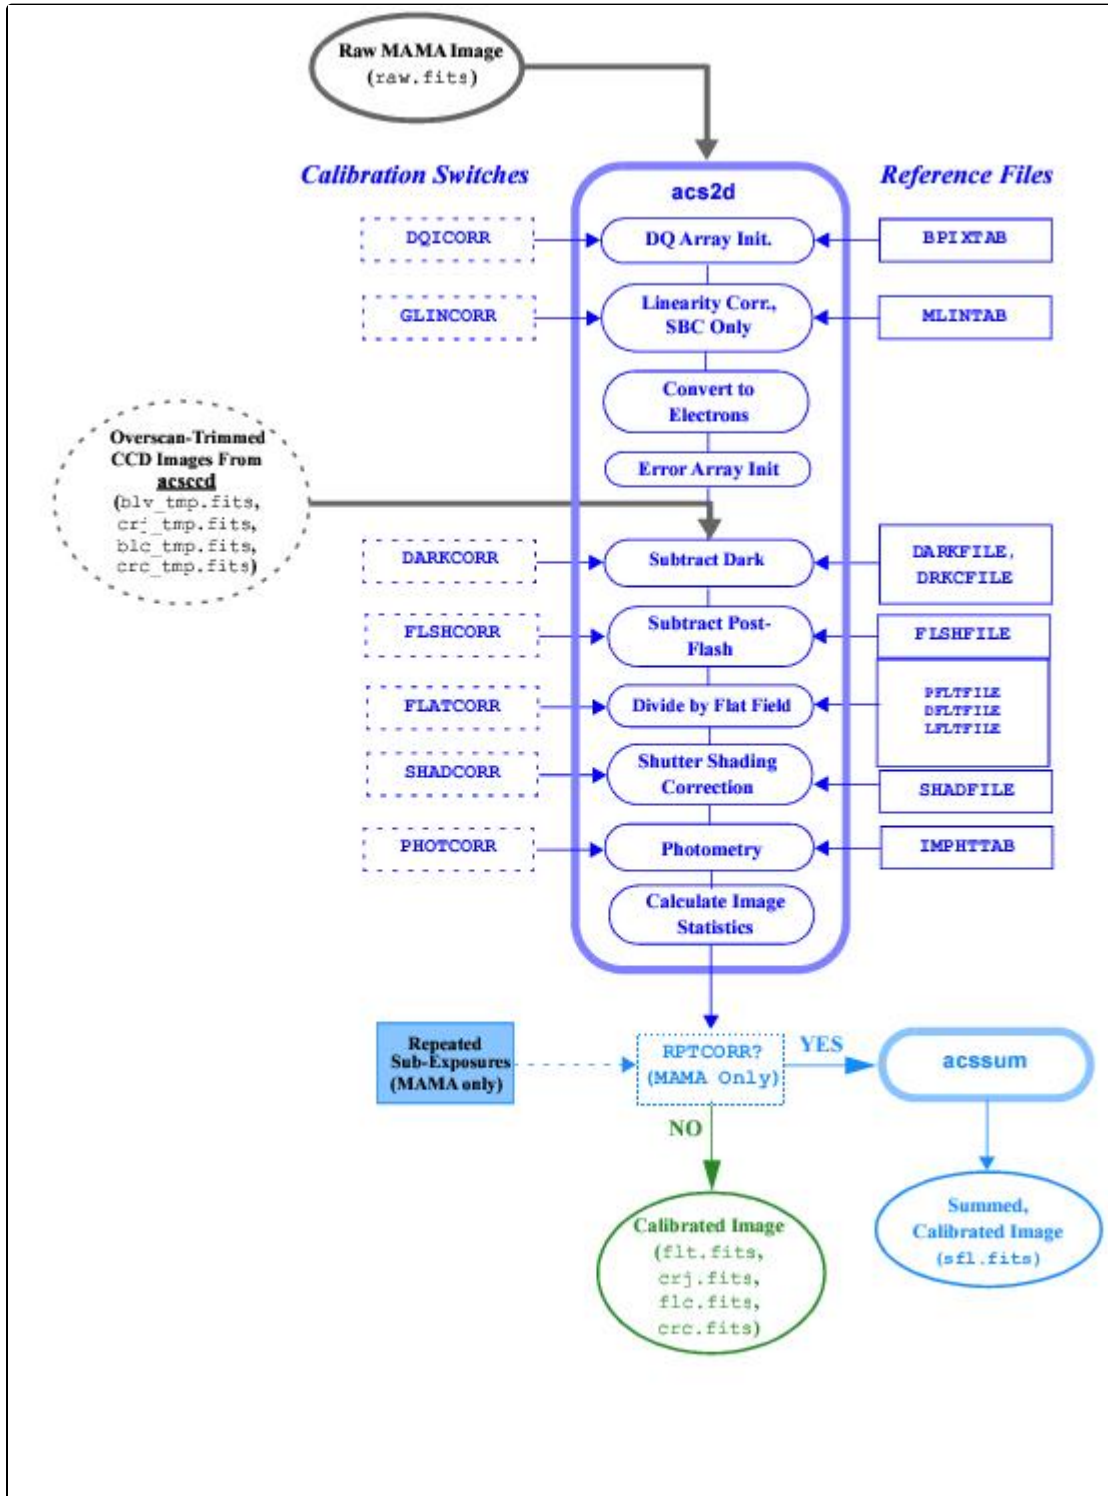 Raw MAMA Image
(raw.fits)
Calibration Switches
Reference Files
acs2d
DQICORR
DQ Array Init.
BPIXTAB
GLINCORR
Linearity Corr.,
SBC Only
MLINTAB
Convert to
Electrons
Overscan-Trimmed
CCD Images From
acsccd
(blv_tmp.fits,
crj_tmp.fits,
blc_tmp.fits,
crc_tmp.fits)
Error Array Init
DARKCORR
Subtract Dark
DARKFILE,
DRKCFILE
FLSHCORR
Subtract Post-
Flash
FLSHFILE
FLATCORR
Divide by Flat Field
PFLTFILE
DFLTFILE
LFLTFILE
SHADCORR
Shutter Shading
Correction
SHADFILE
PHOTCORR
Photometry
IMPHTTAB
Calculate Image
Statistics
Repeated
Sub-Exposures
(MAMA only)
RPTCORR?
(MAMA Only)
YES
acssum
NO
Calibrated Image
(flt.fits,
crj.fits,
flc.fits,
crc.fits)
Summed,
Calibrated Image
(sfl.fits)